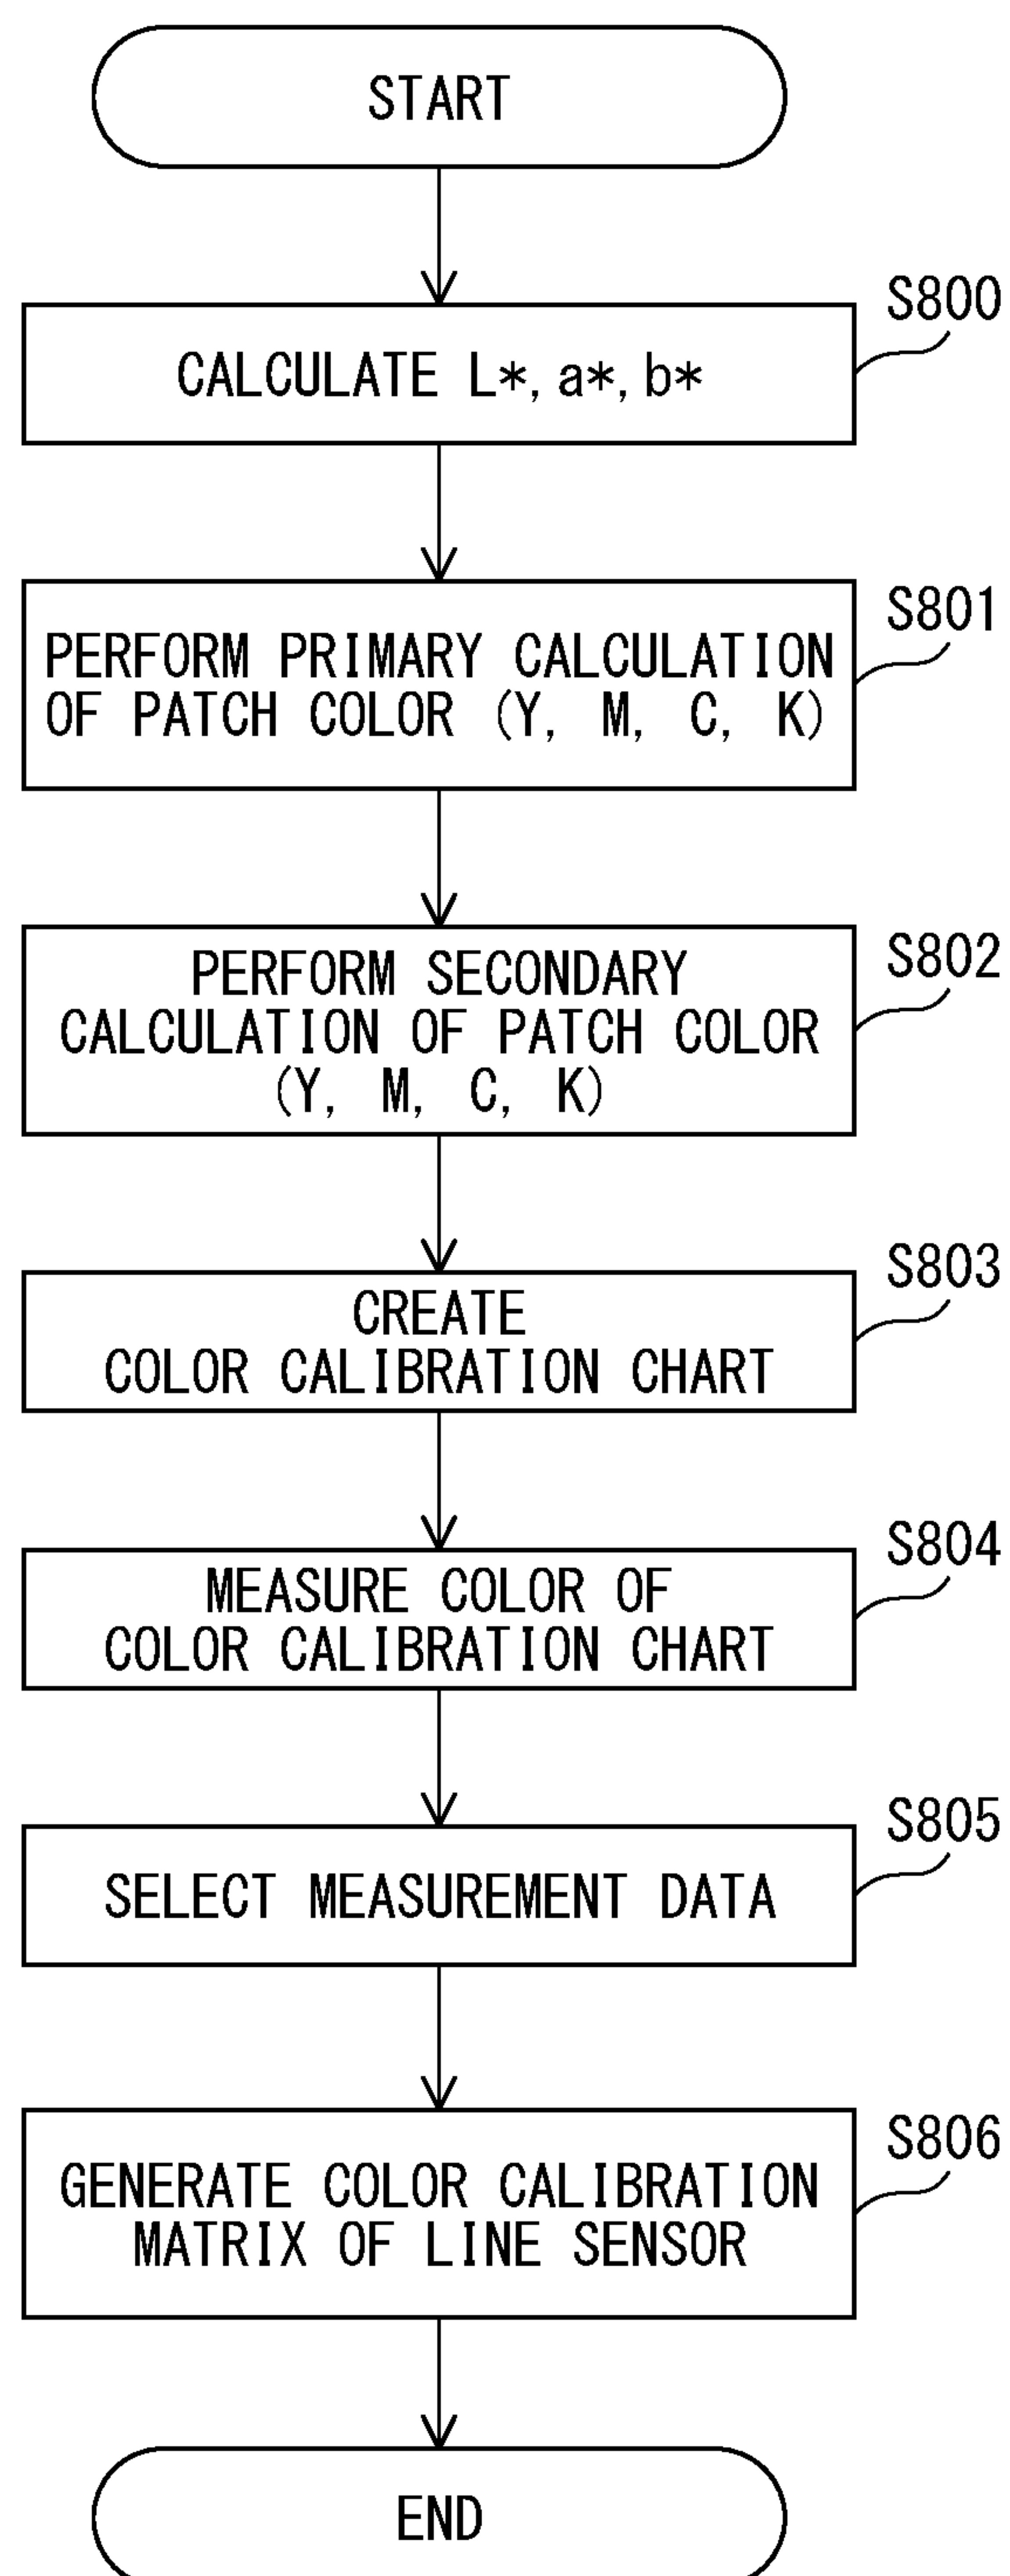 START
S800
CALCULATE L*, a*, b*
S801
PERFORM PRIMARY CALCULATION
OF PATCH COLOR (Y, M, C, K)
S802
PERFORM SECONDARY
CALCULATION OF PATCH COLOR
(Y, M, C, K)
S803
CREATE
COLOR CALIBRATION CHART
S804
MEASURE COLOR OF
COLOR CALIBRATION CHART
S805
SELECT MEASUREMENT DATA
S806
GENERATE COLOR CALIBRATION
MATRIX OF LINE SENSOR
END